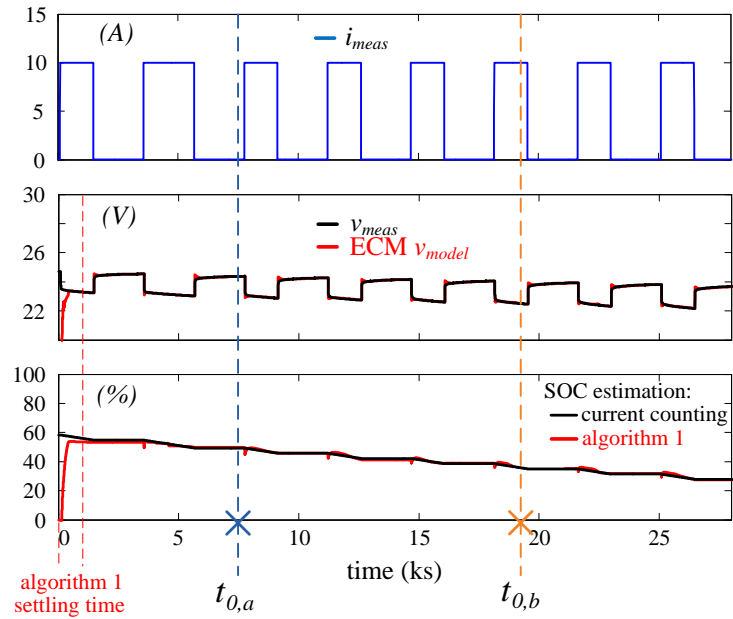 15
(A)
i_meas
10
5
0
30
(V)
v_meas
ECM v_model
26
22
100
(%)
SOC estimation:
80
current counting
60
algorithm 1
40
20
0
0 5 10 15 20 25
time (ks)
algorithm 1
settling time
t_0,a
t_0,b